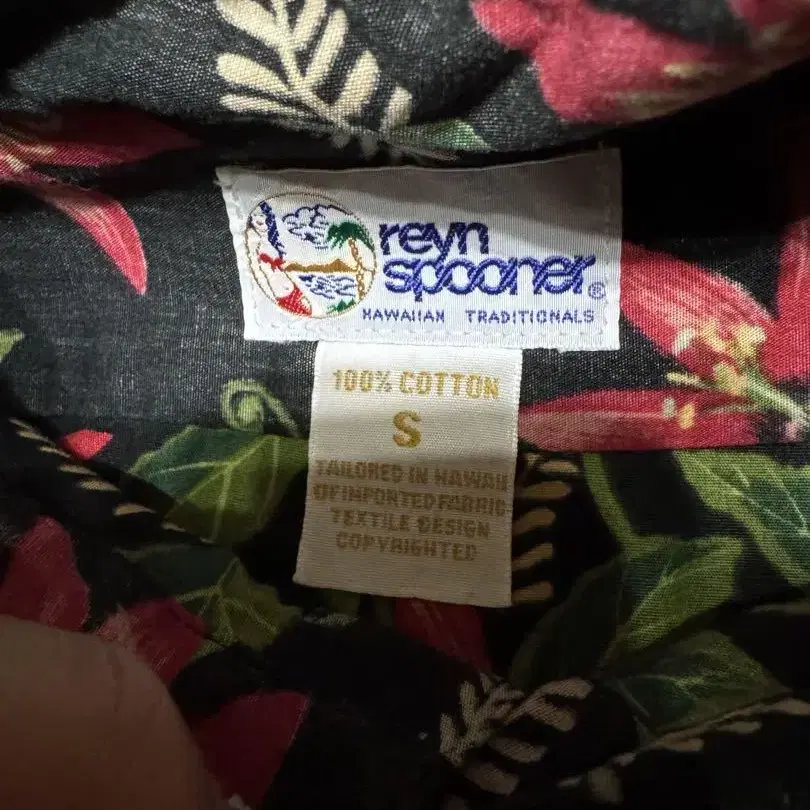 reyn
spooner®
HAWAIIAN TRADITIONALS
100% COTTON
S
TAILORED IN HAWAII
OF IMPORTED FABRIC
TEXTILE DESIGN
COPYRIGHTED